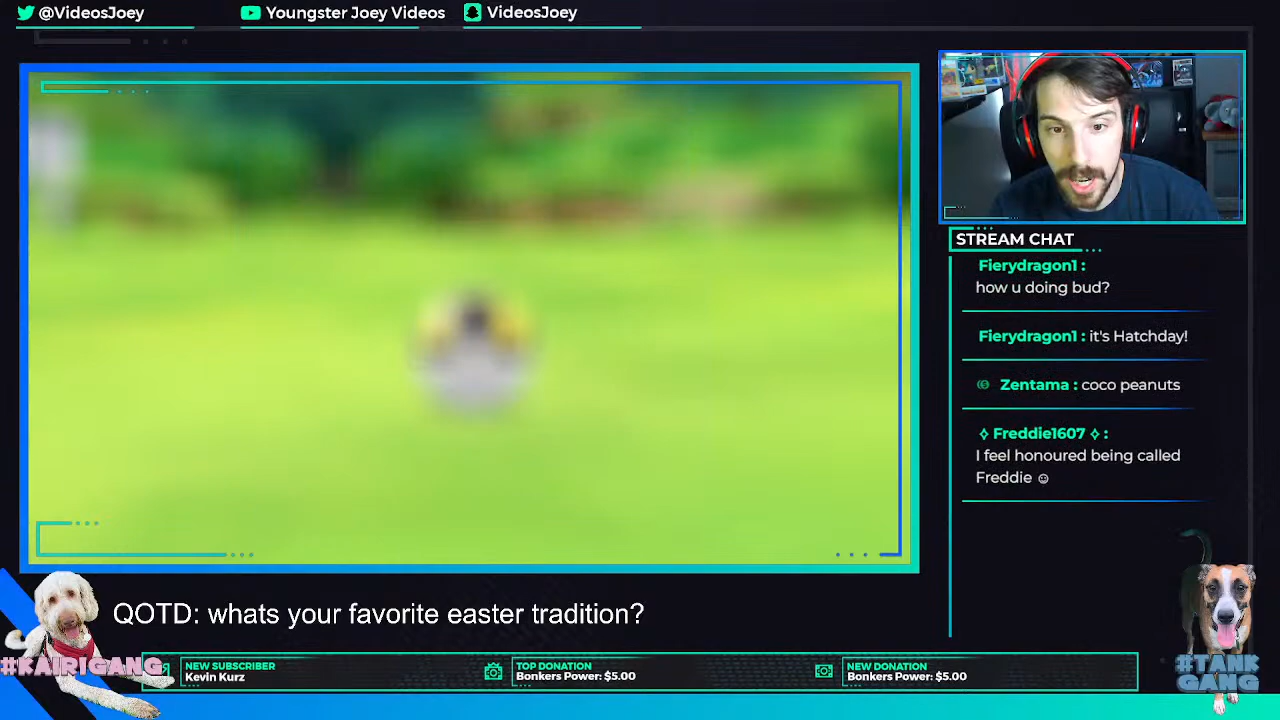 @VideosJoey
Youngster Joey Videos
VideosJoey
STREAM CHAT
Fierydragon1 :
how u doing bud?
Fierydragon1 : it's Hatchday!
Zentama : coco peanuts
✧ Freddie1607 ✧ :
I feel honoured being called
Freddie ☺
QOTD: whats your favorite easter tradition?
#KAIRIGANG
NEW SUBSCRIBER
Kevin Kurz
TOP DONATION
Bonkers Power: $5.00
NEW DONATION
Bonkers Power: $5.00
#TANK
GANG